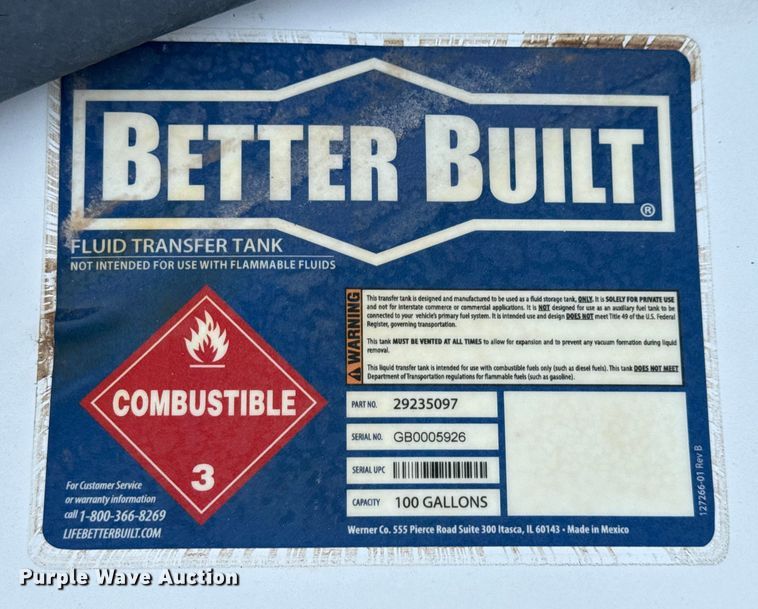 BETTER BUILT
®
FLUID TRANSFER TANK
NOT INTENDED FOR USE WITH FLAMMABLE FLUIDS
WARNING
This transfer tank is designed and manufactured to be used as a fluid storage tank, ONLY. It is SOLELY FOR PRIVATE USE
and not for interstate commerce or commercial applications. It is NOT designed for use as an auxiliary fuel tank to be
connected to your vehicle's primary fuel system. It is intended use and design DOES NOT meet Title 49 of the U.S. Federal
Register, governing transportation.
This tank MUST BE VENTED AT ALL TIMES to allow for expansion and to prevent any vacuum formation during liquid
removal.
This liquid transfer tank is intended for use with combustible fuels only (such as diesel fuels). This tank DOES NOT MEET
Department of Transportation regulations for flammable fuels (such as gasoline).
COMBUSTIBLE
3
PART NO. 29235097
SERIAL NO. GB0005926
SERIAL UPC
CAPACITY 100 GALLONS
For Customer Service
or warranty information
call 1-800-366-8269
LIFEBETTERBUILT.COM
Werner Co. 555 Pierce Road Suite 300 Itasca, IL 60143 • Made in Mexico
127266-01 Rev B
Purple Wave Auction